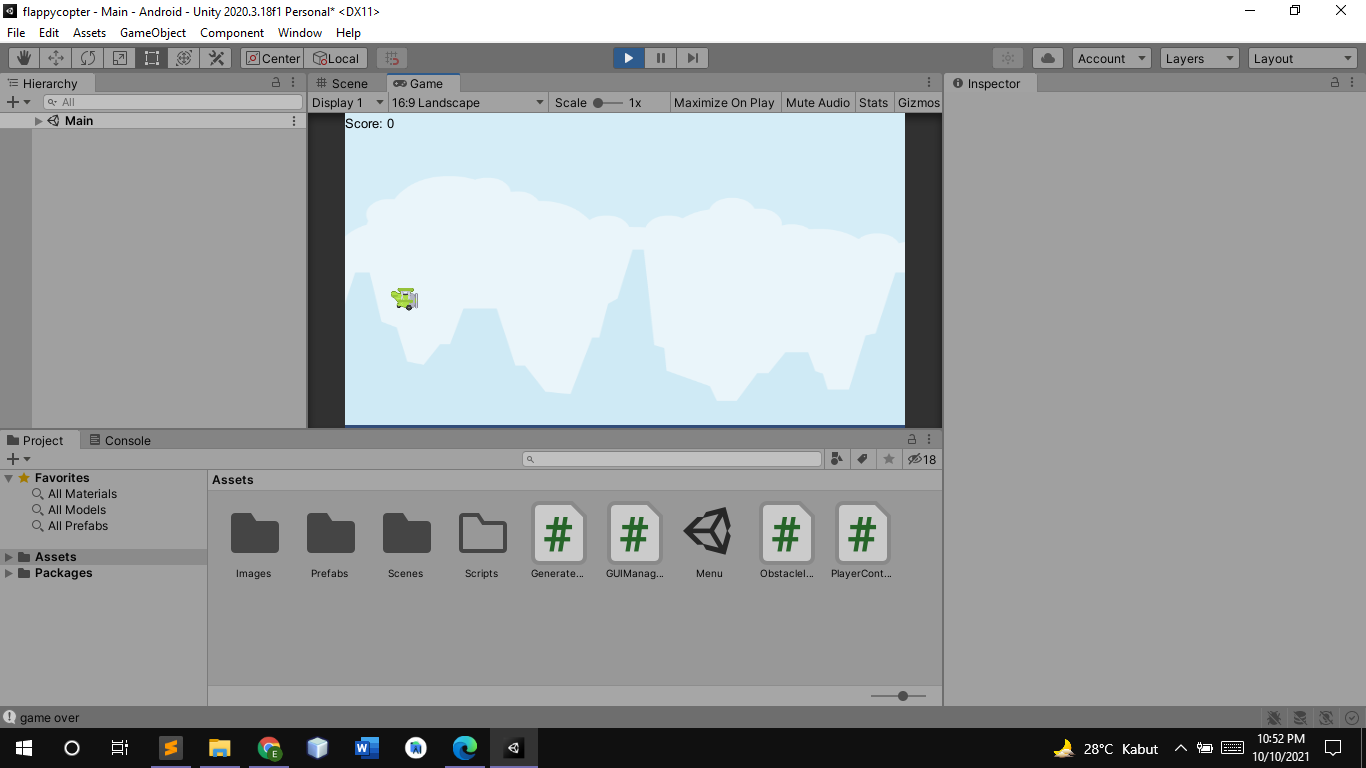 flappycopter - Main - Android - Unity 2020.3.18f1 Personal* <DX11>
File Edit Assets GameObject Component Window Help
Center Local Account Layers Layout
Hierarchy
All
Main
Scene Game
Display 1 16:9 Landscape Scale 1x Maximize On Play Mute Audio Stats Gizmos
Score: 0
Inspector
Project Console
18
Favorites
All Materials
All Models
All Prefabs
Assets
Packages
Assets
Images Prefabs Scenes Scripts Generate... GUIManag... Menu ObstacleI... PlayerCont...
game over
28°C Kabut
10:52 PM
10/10/2021